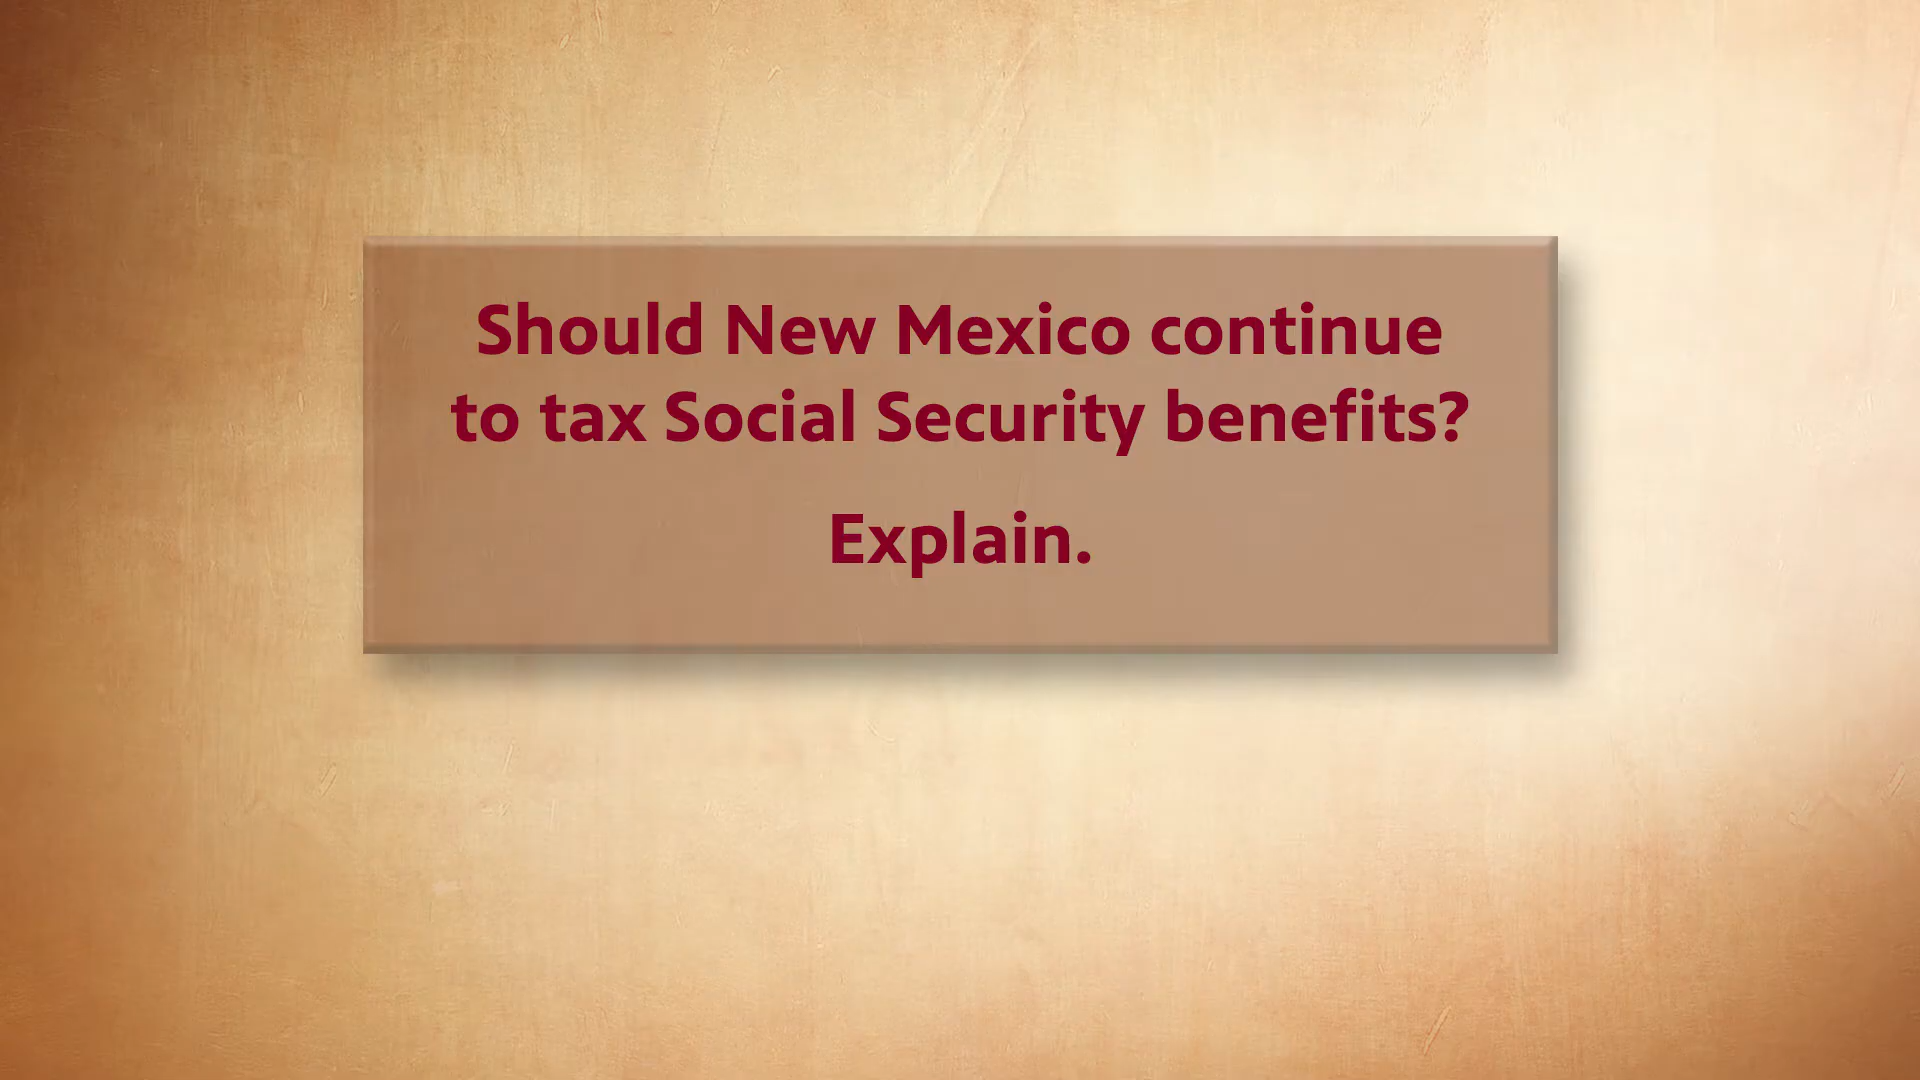 Should New Mexico continue
to tax Social Security benefits?
Explain.